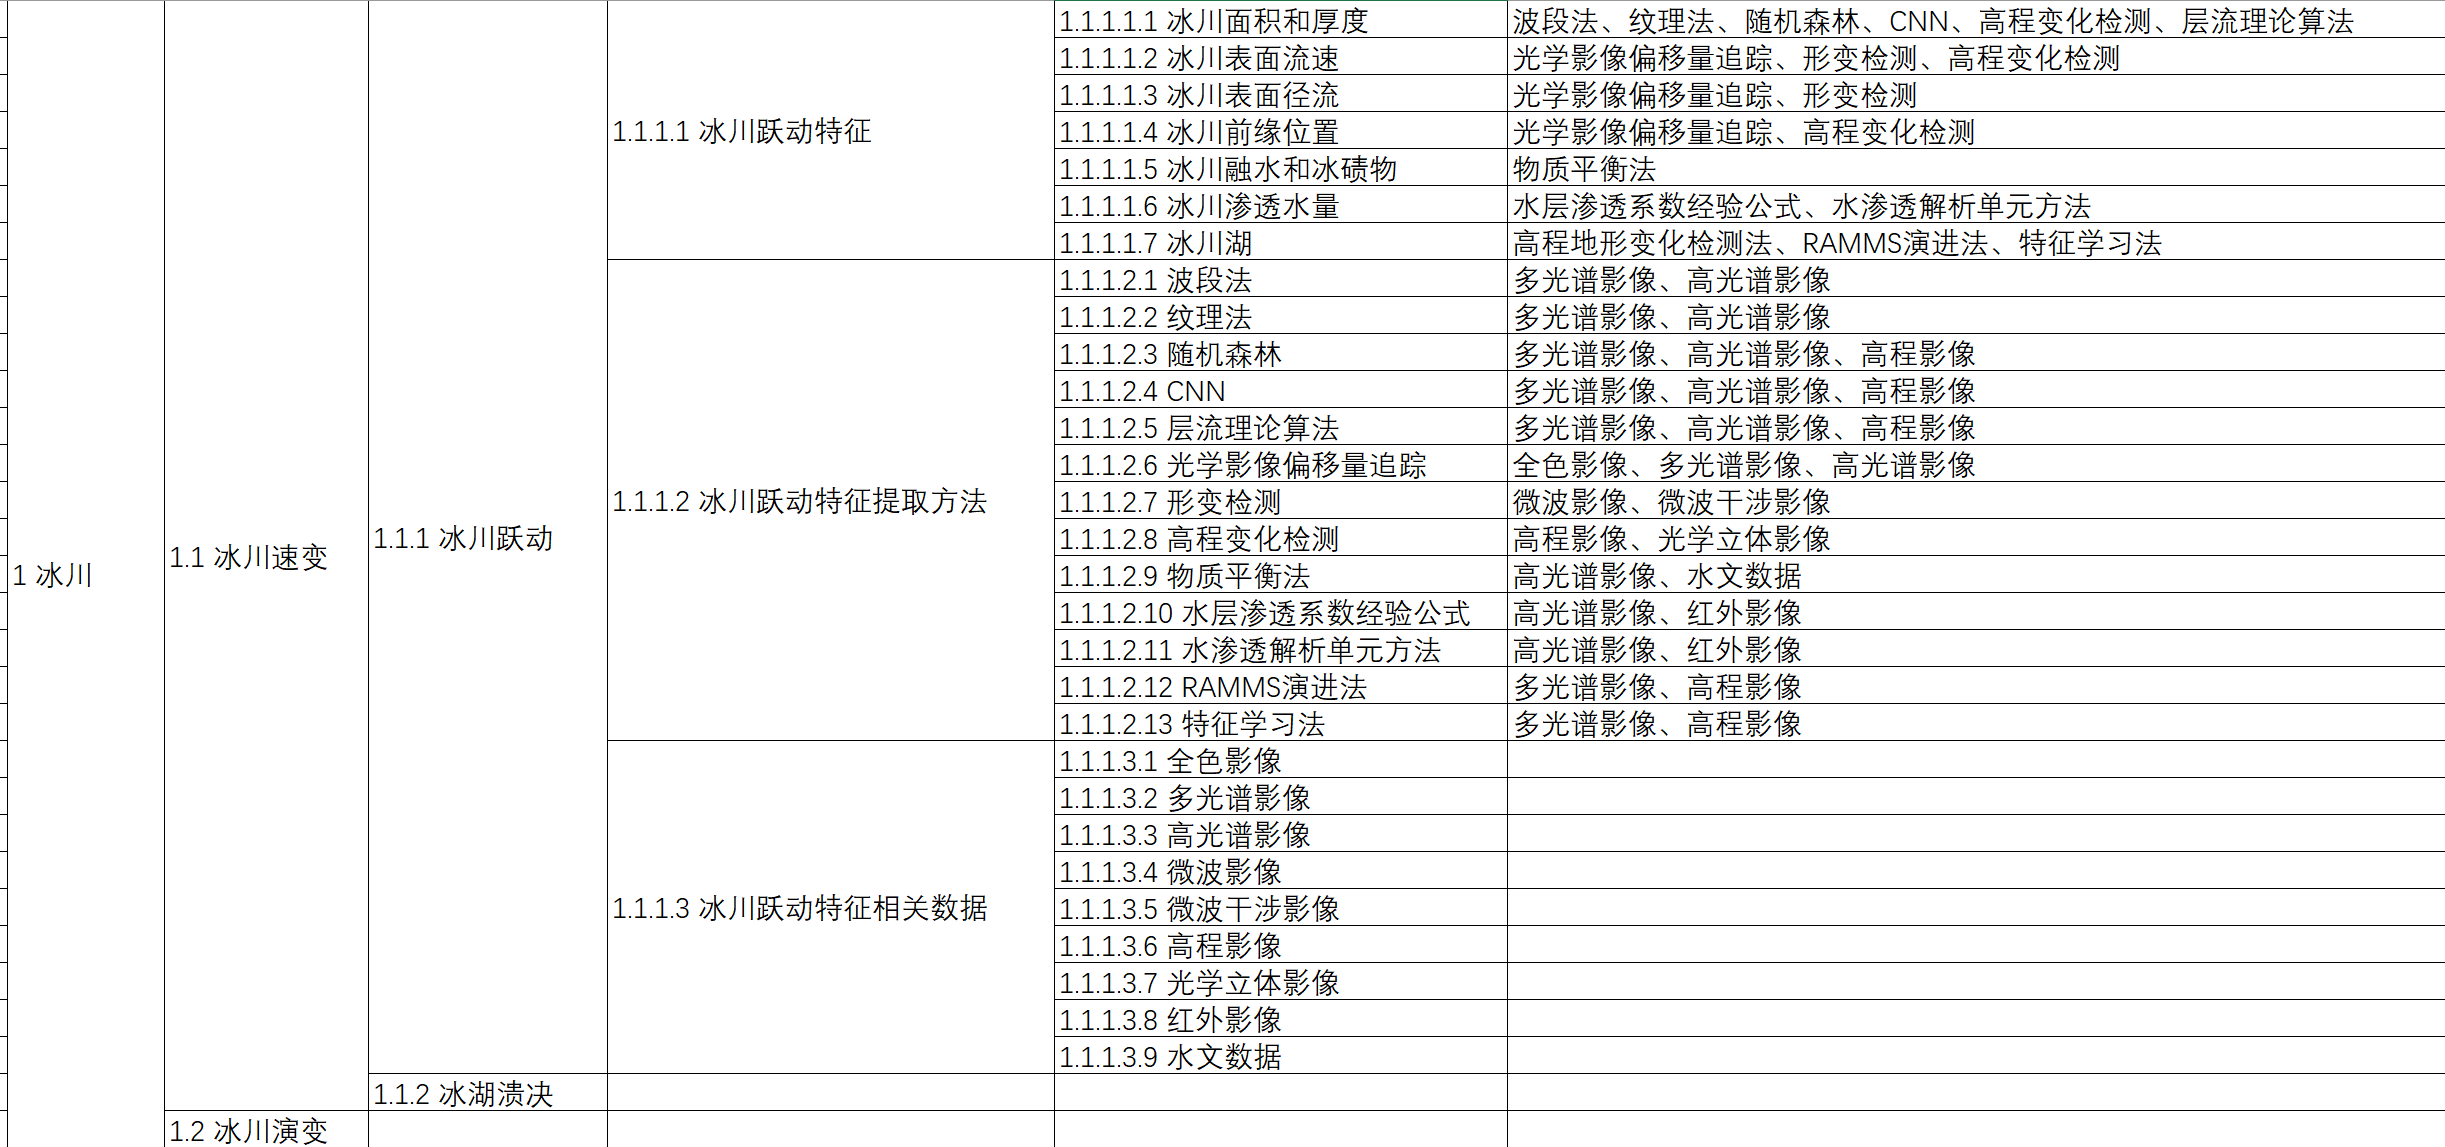 1.1.1.1.1 冰川面积和厚度 波段法、纹理法、随机森林、CNN、高程变化检测、层流理论算法
1.1.1.1.2 冰川表面流速 光学影像偏移量追踪、形变检测、高程变化检测
1.1.1.1.3 冰川表面径流 光学影像偏移量追踪、形变检测
1.1.1.1 冰川跃动特征 1.1.1.1.4 冰川前缘位置 光学影像偏移量追踪、高程变化检测
1.1.1.1.5 冰川融水和冰碛物 物质平衡法
1.1.1.1.6 冰川渗透水量 水层渗透系数经验公式、水渗透解析单元方法
1.1.1.1.7 冰川湖 高程地形变化检测法、RAMMS演进法、特征学习法
1.1.1.2.1 波段法 多光谱影像、高光谱影像
1.1.1.2.2 纹理法 多光谱影像、高光谱影像
1.1.1.2.3 随机森林 多光谱影像、高光谱影像、高程影像
1.1.1.2.4 CNN 多光谱影像、高光谱影像、高程影像
1.1.1.2.5 层流理论算法 多光谱影像、高光谱影像、高程影像
1.1.1.2.6 光学影像偏移量追踪 全色影像、多光谱影像、高光谱影像
1.1.1.2 冰川跃动特征提取方法 1.1.1.2.7 形变检测 微波影像、微波干涉影像
1.1.1 冰川跃动 1.1.1.2.8 高程变化检测 高程影像、光学立体影像
1.1 冰川速变
1 冰川 1.1.1.2.9 物质平衡法 高光谱影像、水文数据
1.1.1.2.10 水层渗透系数经验公式 高光谱影像、红外影像
1.1.1.2.11 水渗透解析单元方法 高光谱影像、红外影像
1.1.1.2.12 RAMMS演进法 多光谱影像、高程影像
1.1.1.2.13 特征学习法 多光谱影像、高程影像
1.1.1.3.1 全色影像
1.1.1.3.2 多光谱影像
1.1.1.3.3 高光谱影像
1.1.1.3.4 微波影像
1.1.1.3 冰川跃动特征相关数据 1.1.1.3.5 微波干涉影像
1.1.1.3.6 高程影像
1.1.1.3.7 光学立体影像
1.1.1.3.8 红外影像
1.1.1.3.9 水文数据
1.1.2 冰湖溃决
1.2 冰川演变